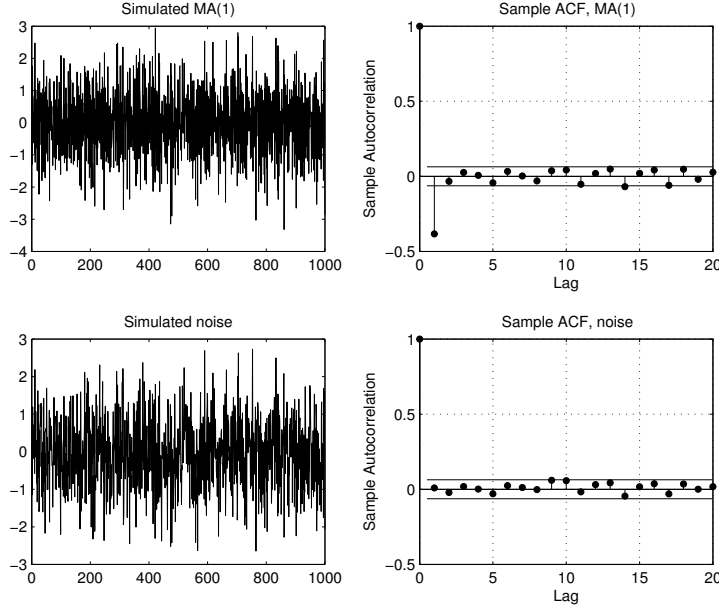 Simulated MA(1)
3
2
1
0
−1
−2
−3
−4
0 200 400 600 800 1000
Sample ACF, MA(1)
Sample Autocorrelation
1
0.5
0
−0.5
0 5 10 15 20
Lag
Simulated noise
3
2
1
0
−1
−2
−3
0 200 400 600 800 1000
Sample ACF, noise
Sample Autocorrelation
1
0.5
0
−0.5
0 5 10 15 20
Lag